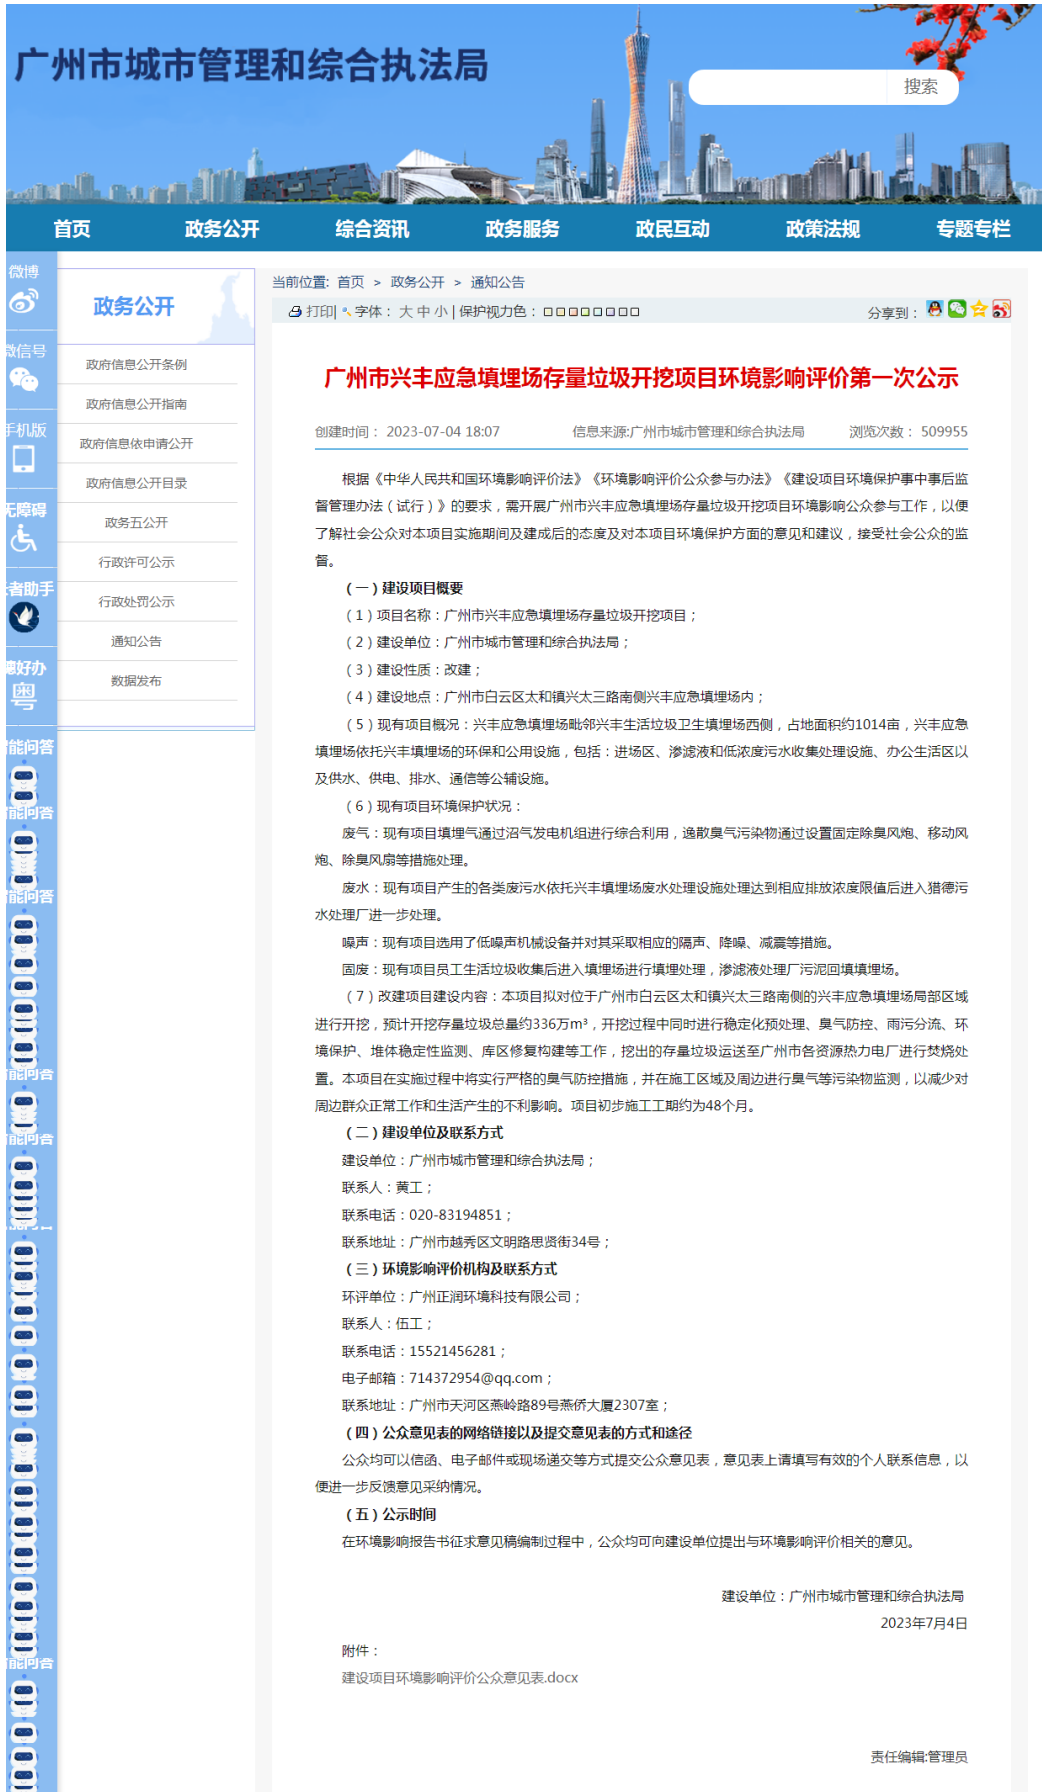 广州市城市管理和综合执法局
搜索
首页 政务公开 综合资讯 政务服务 政民互动 政策法规 专题专栏
微博
微信号
手机版
无障碍
者助手
穗好办
智能问答
政务公开
政府信息公开条例
政府信息公开指南
政府信息依申请公开
政府信息公开目录
政务五公开
行政许可公示
行政处罚公示
通知公告
数据发布
当前位置: 首页 > 政务公开 > 通知公告
打印| 字体： 大 中 小 | 保护视力色：
分享到：
广州市兴丰应急填埋场存量垃圾开挖项目环境影响评价第一次公示
创建时间： 2023-07-04 18:07 信息来源:广州市城市管理和综合执法局 浏览次数： 509955
根据《中华人民共和国环境影响评价法》《环境影响评价公众参与办法》《建设项目环境保护事中事后监
督管理办法（试行）》的要求，需开展广州市兴丰应急填埋场存量垃圾开挖项目环境影响公众参与工作，以便
了解社会公众对本项目实施期间及建成后的态度及对本项目环境保护方面的意见和建议，接受社会公众的监
督。
（一）建设项目概要
（1）项目名称：广州市兴丰应急填埋场存量垃圾开挖项目；
（2）建设单位：广州市城市管理和综合执法局；
（3）建设性质：改建；
（4）建设地点：广州市白云区太和镇兴太三路南侧兴丰应急填埋场内；
（5）现有项目概况：兴丰应急填埋场毗邻兴丰生活垃圾卫生填埋场西侧，占地面积约1014亩，兴丰应急
填埋场依托兴丰填埋场的环保和公用设施，包括：进场区、渗滤液和低浓度污水收集处理设施、办公生活区以
及供水、供电、排水、通信等公辅设施。
（6）现有项目环境保护状况：
废气：现有项目填埋气通过沼气发电机组进行综合利用，逸散臭气污染物通过设置固定除臭风炮、移动风
炮、除臭风扇等措施处理。
废水：现有项目产生的各类废污水依托兴丰填埋场废水处理设施处理达到相应排放浓度限值后进入猎德污
水处理厂进一步处理。
噪声：现有项目选用了低噪声机械设备并对其采取相应的隔声、降噪、减震等措施。
固废：现有项目员工生活垃圾收集后进入填埋场进行填埋处理，渗滤液处理厂污泥回填填埋场。
（7）改建项目建设内容：本项目拟对位于广州市白云区太和镇兴太三路南侧的兴丰应急填埋场局部区域
进行开挖，预计开挖存量垃圾总量约336万m³，开挖过程中同时进行稳定化预处理、臭气防控、雨污分流、环
境保护、堆体稳定性监测、库区修复构建等工作，挖出的存量垃圾运送至广州市各资源热力电厂进行焚烧处
置。本项目在实施过程中将实行严格的臭气防控措施，并在施工区域及周边进行臭气等污染物监测，以减少对
周边群众正常工作和生活产生的不利影响。项目初步施工工期约为48个月。
（二）建设单位及联系方式
建设单位：广州市城市管理和综合执法局；
联系人：黄工；
联系电话：020-83194851；
联系地址：广州市越秀区文明路思贤街34号；
（三）环境影响评价机构及联系方式
环评单位：广州正润环境科技有限公司；
联系人：伍工；
联系电话：15521456281；
电子邮箱：714372954@qq.com；
联系地址：广州市天河区燕岭路89号燕侨大厦2307室；
（四）公众意见表的网络链接以及提交意见表的方式和途径
公众均可以信函、电子邮件或现场递交等方式提交公众意见表，意见表上请填写有效的个人联系信息，以
便进一步反馈意见采纳情况。
（五）公示时间
在环境影响报告书征求意见稿编制过程中，公众均可向建设单位提出与环境影响评价相关的意见。
建设单位：广州市城市管理和综合执法局
2023年7月4日
附件：
建设项目环境影响评价公众意见表.docx
责任编辑:管理员